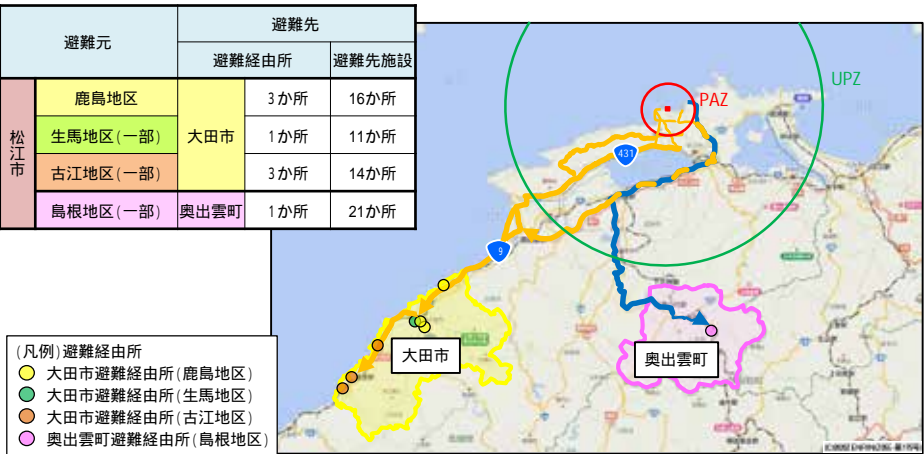 避難元
避難先
避難経由所
避難先施設
松江市
鹿島地区
大田市
3か所
16か所
生馬地区(一部)
1か所
11か所
古江地区(一部)
3か所
14か所
島根地区(一部)
奥出雲町
1か所
21か所
UPZ
PAZ
431
9
大田市
奥出雲町
(凡例)避難経由所
大田市避難経由所(鹿島地区)
大田市避難経由所(生馬地区)
大田市避難経由所(古江地区)
奥出雲町避難経由所(島根地区)